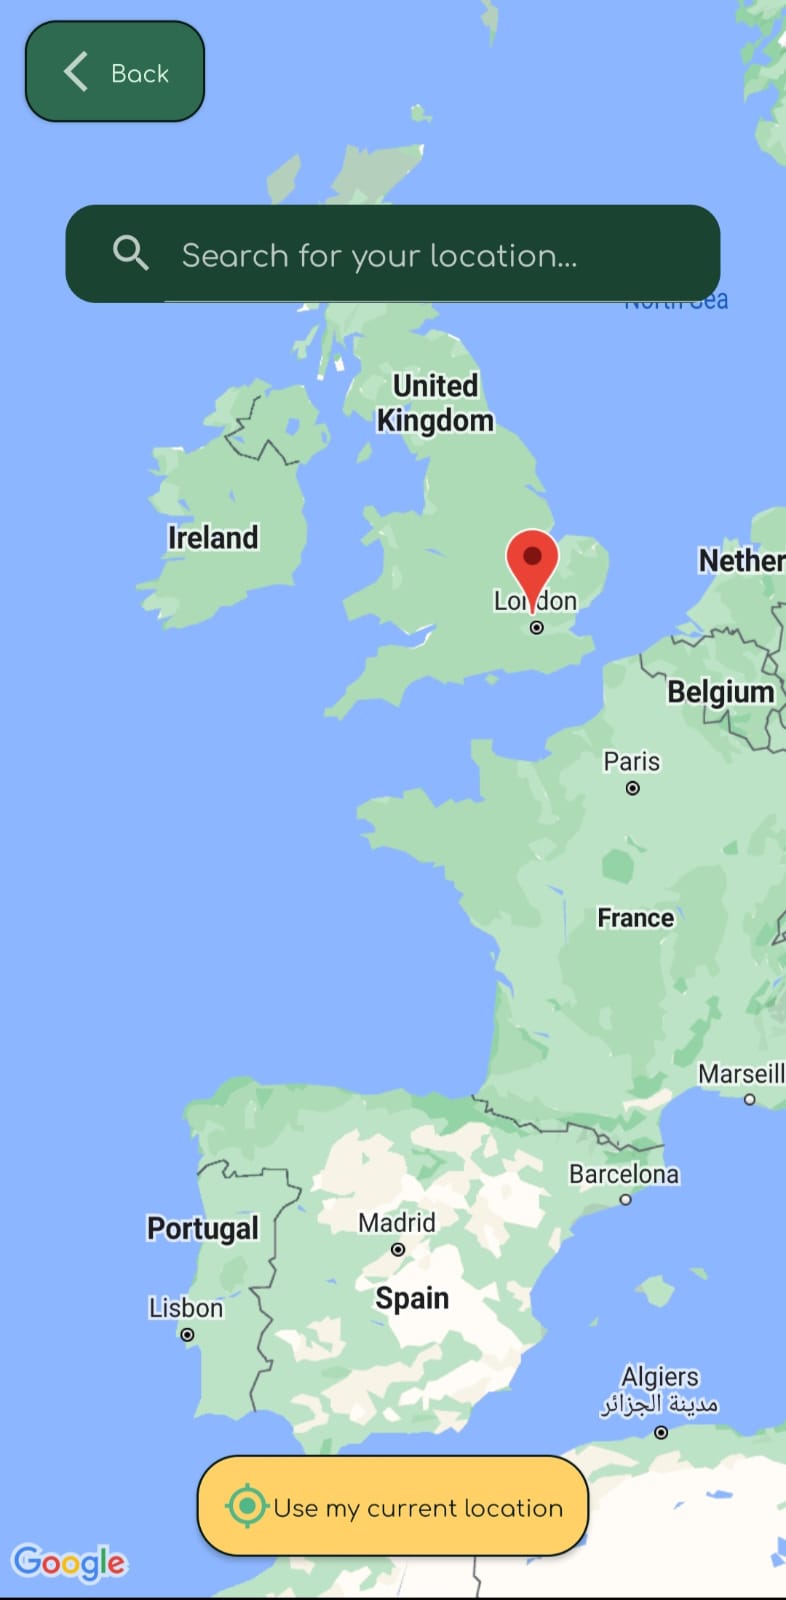 Back
Search for your location...
North Sea
United
Kingdom
Ireland
London
Nether
Belgium
Paris
France
Marseill
Barcelona
Madrid
Portugal
Spain
Lisbon
Algiers
مدينة الجزائر
Use my current location
Google